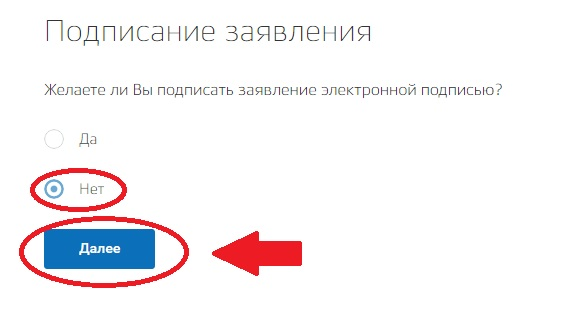 Подписание заявления
Желаете ли Вы подписать заявление электронной подписью?
Да
Нет
Далее